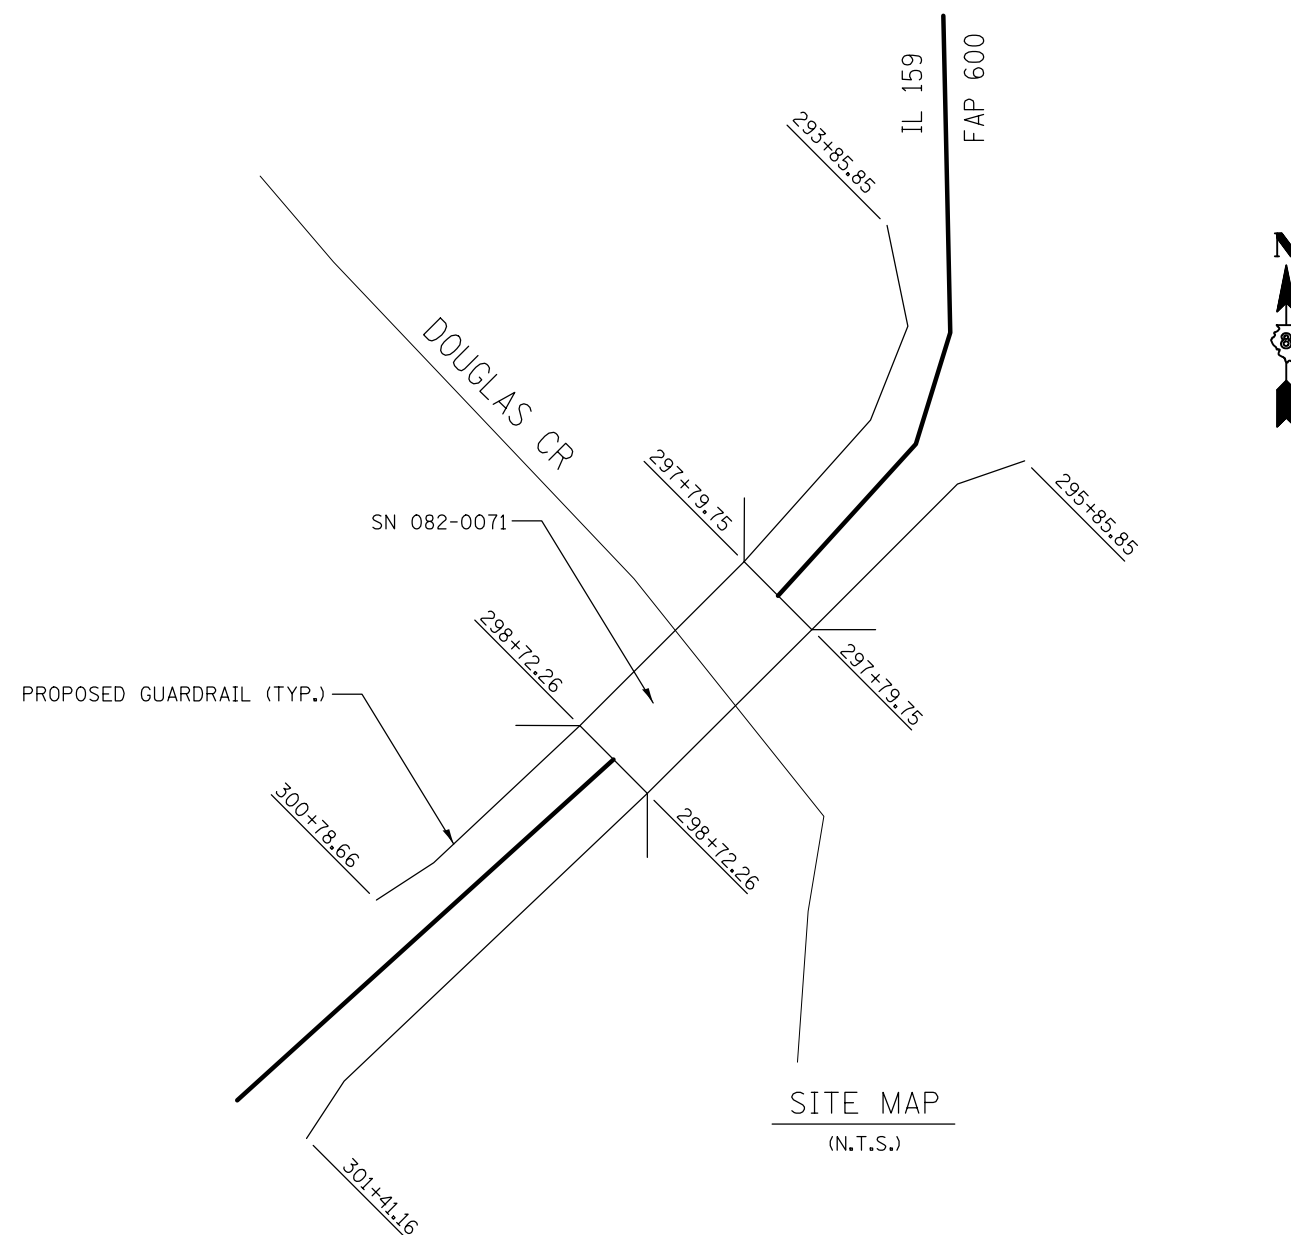 IL 159
FAP 600
293+85.85
N
8
DOUGLAS CR
297+79.75
295+85.85
SN 082-0071
298+72.26
297+79.75
PROPOSED GUARDRAIL (TYP.)
300+78.66
298+72.26
SITE MAP
(N.T.S.)
301+41.16